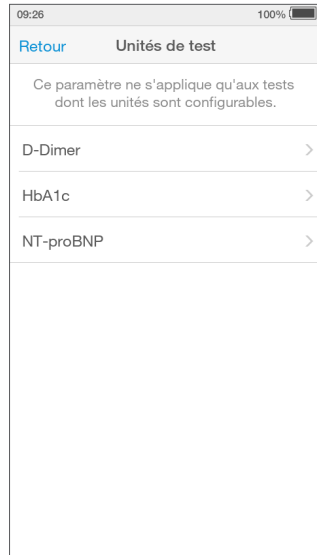 09:26 100%
Retour Unités de test
Ce paramètre ne s'applique qu'aux tests
dont les unités sont configurables.
D-Dimer
HbA1c
NT-proBNP